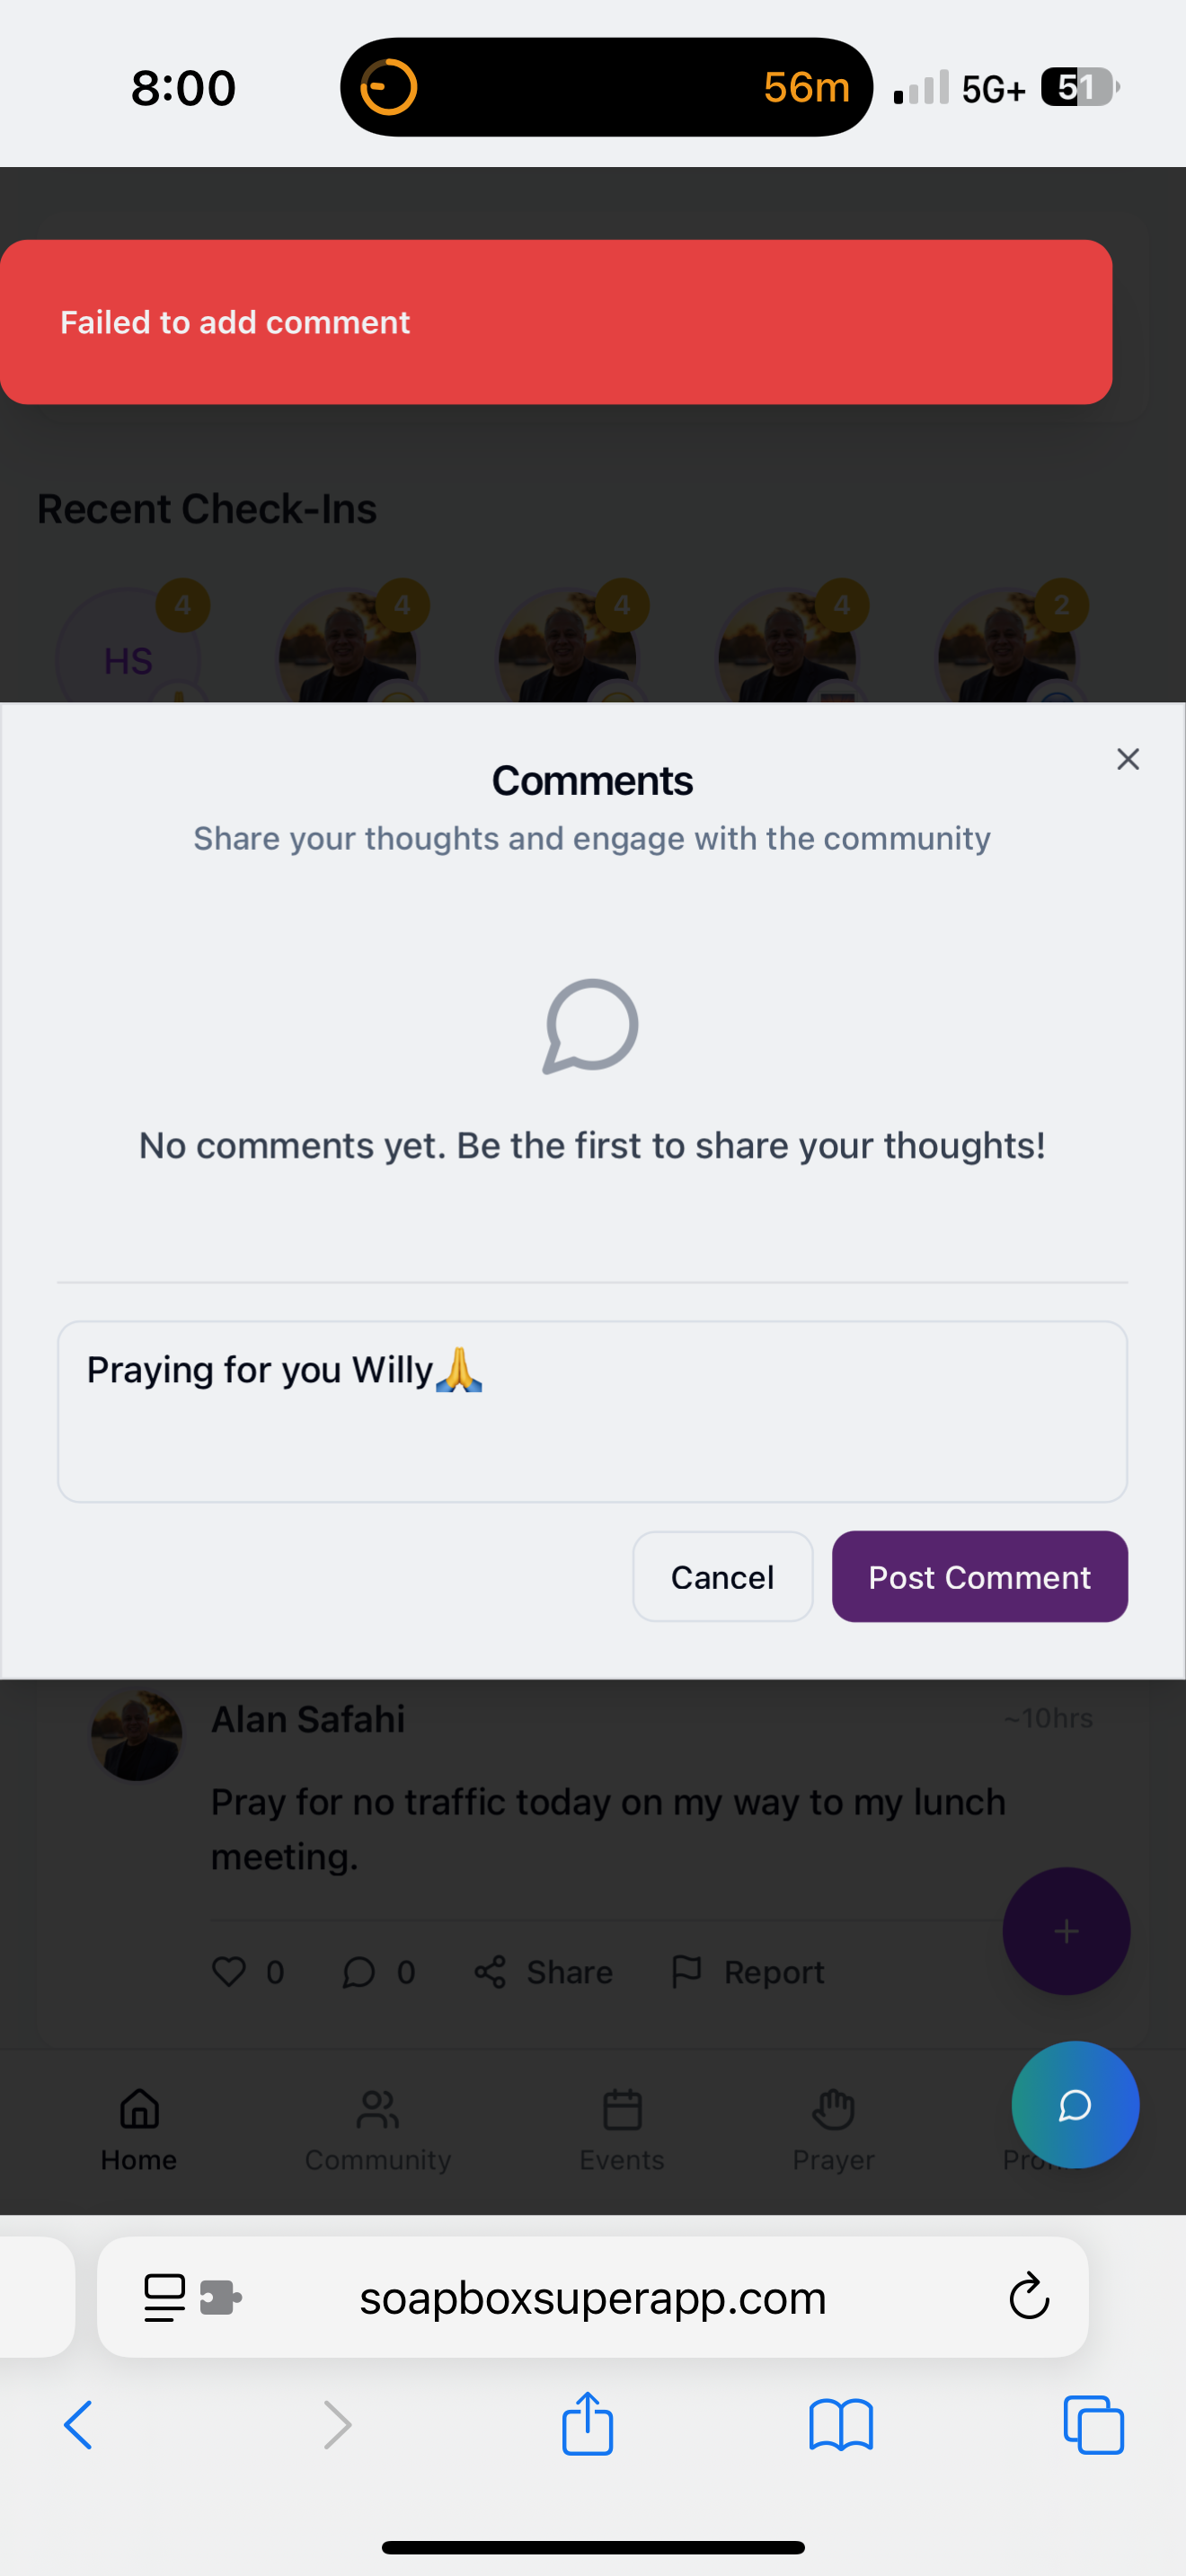 8:00
56m
5G+
51
Failed to add comment
Recent Check-Ins
4
4
4
4
2
HS
Comments
Share your thoughts and engage with the community
No comments yet. Be the first to share your thoughts!
Praying for you Willy🙏
Cancel
Post Comment
Alan Safahi
~10hrs
Pray for no traffic today on my way to my lunch
meeting.
0
0
Share
Report
Home
Community
Events
Prayer
soapboxsuperapp.com